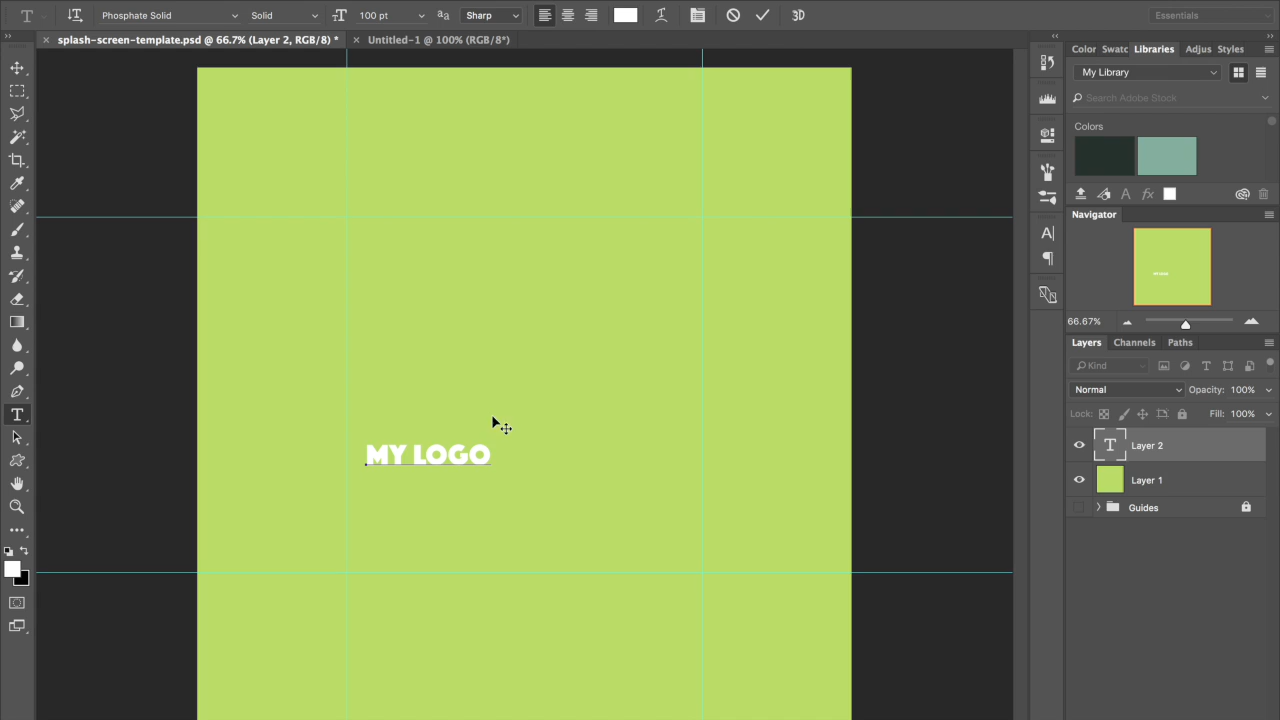 Phosphate Solid
Solid
100 pt
Sharp
3D
Essentials
splash-screen-template.psd @ 66.7% (Layer 2, RGB/8) *
Untitled-1 @ 100% (RGB/8*)
Color
Swatc
Libraries
Adjus
Styles
My Library
Search Adobe Stock
Colors
Navigator
66.67%
Layers
Channels
Paths
Kind
Normal
Opacity: 100%
Lock:
Fill: 100%
Layer 2
Layer 1
Guides
MY LOGO